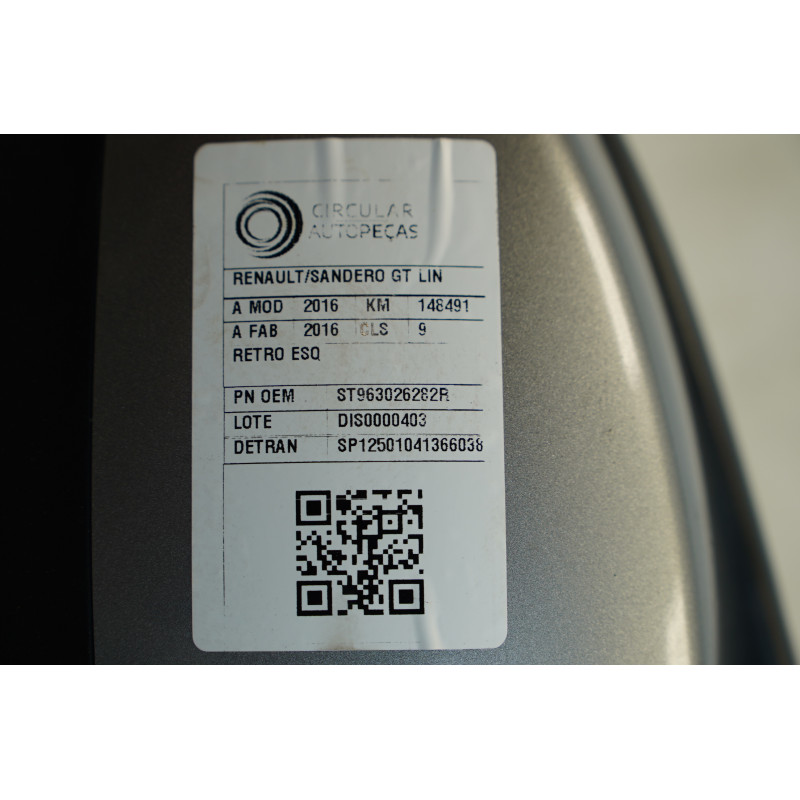 CIRCULAR
AUTOPEÇAS
RENAULT/SANDERO GT LIN
A MOD 2016 KM 148491
A FAB 2016 CLS 9
RETRO ESQ
PN OEM ST963026282R
LOTE DIS0000403
DETRAN SP12501041366038